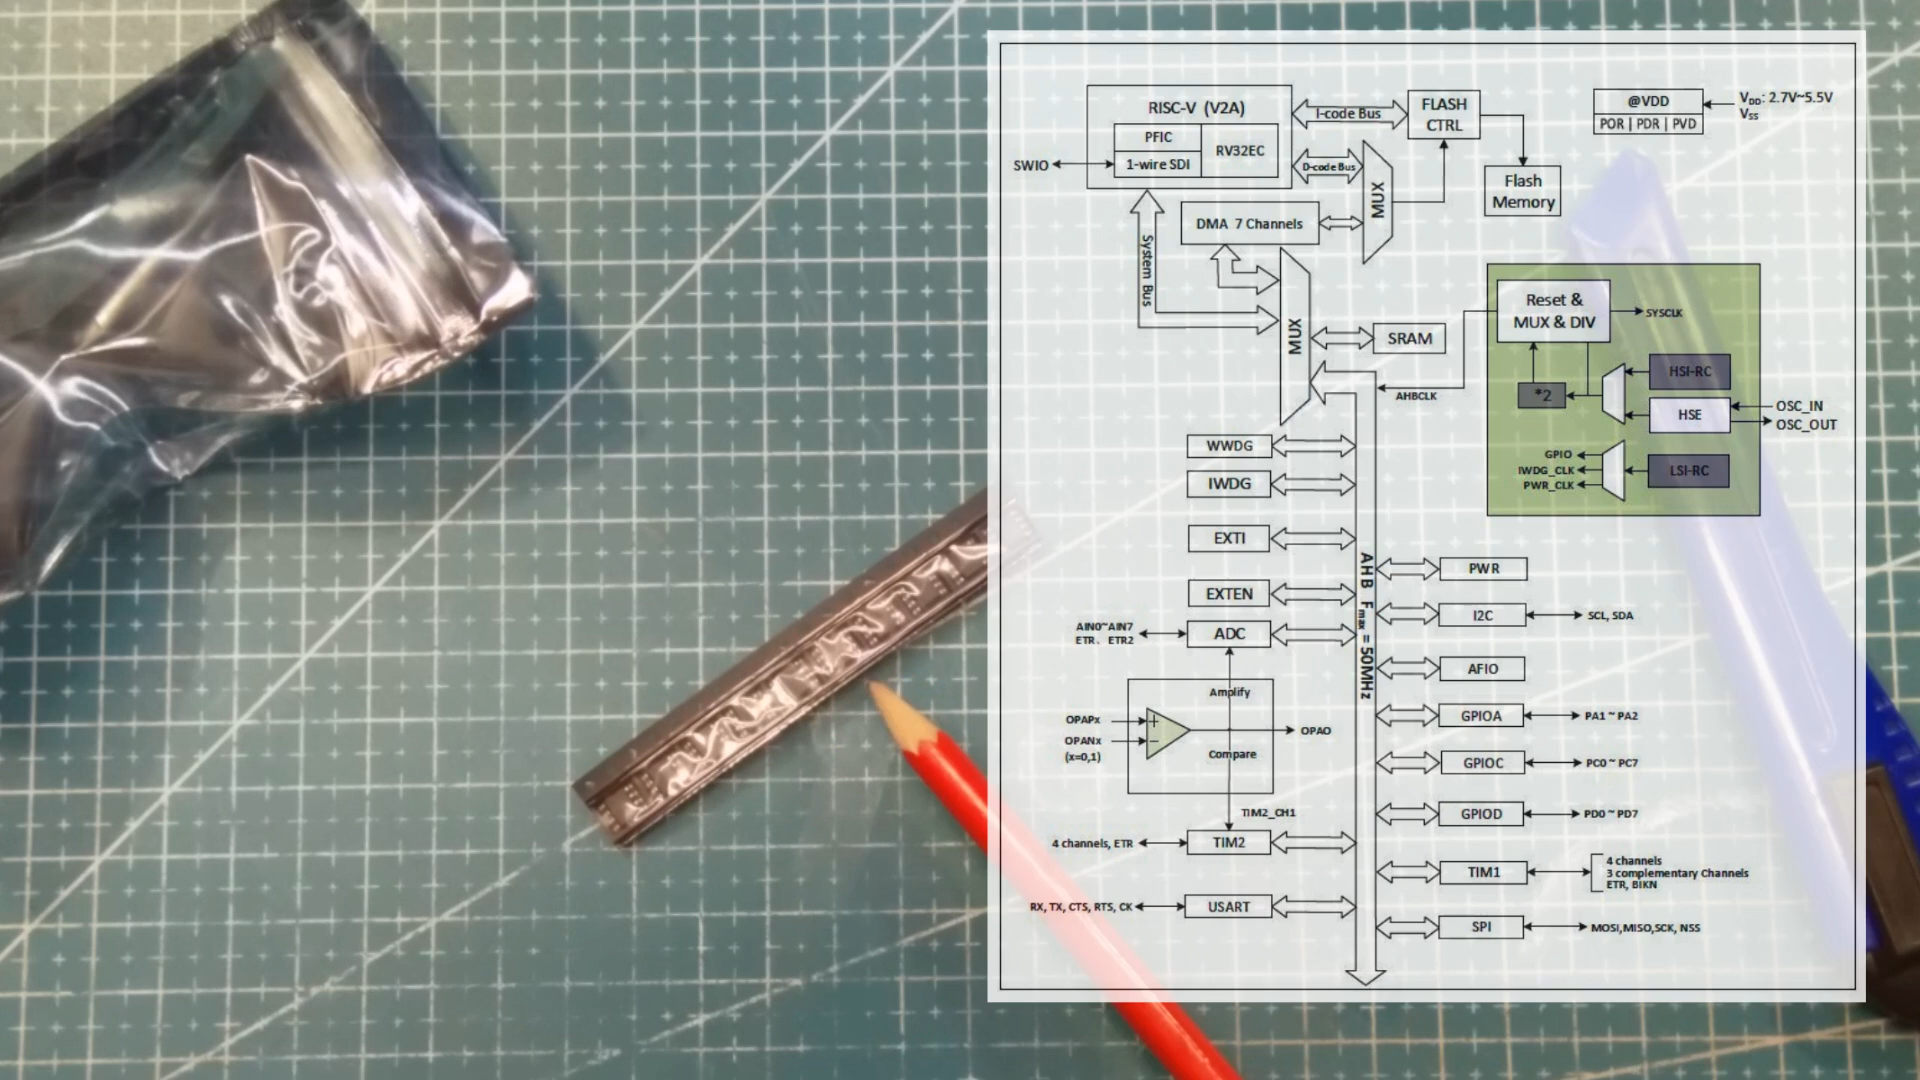 RISC-V (V2A)
PFIC
1-wire SDI
RV32EC
SWIO
I-code Bus
FLASH
CTRL
D-code Bus
MUX
Flash
Memory
@VDD
POR | PDR | PVD
VDD: 2.7V~5.5V
VSS
DMA 7 Channels
System Bus
MUX
SRAM
Reset &
MUX & DIV
SYSCLK
*2
HSI-RC
HSE
OSC_IN
OSC_OUT
AHBCLK
GPIO
IWDG_CLK
PWR_CLK
LSI-RC
WWDG
IWDG
EXTI
EXTEN
AIN0~AIN7
ETR、ETR2
ADC
AHB Fmax = 50MHz
Amplify
OPAPx
OPANx
(x=0,1)
OPAO
Compare
TIM2_CH1
4 channels, ETR
TIM2
RX, TX, CTS, RTS, CK
USART
PWR
I2C
SCL, SDA
AFIO
GPIOA
PA1 ~ PA2
GPIOC
PC0 ~ PC7
GPIOD
PD0 ~ PD7
TIM1
4 channels
3 complementary Channels
ETR, BIKN
SPI
MOSI,MISO,SCK, NSS